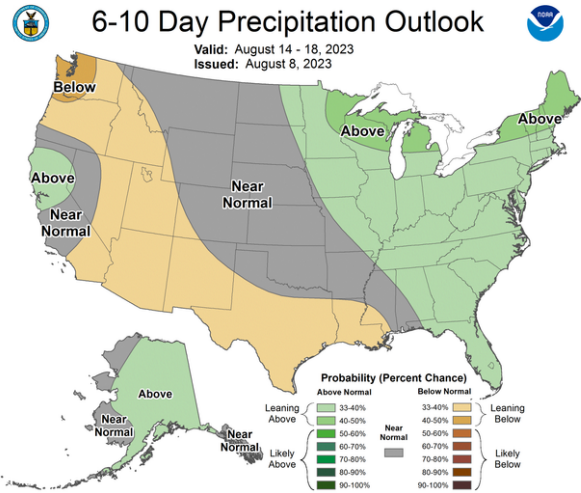 6-10 Day Precipitation Outlook
NOAA
Valid: August 14 - 18, 2023
Issued: August 8, 2023
Below
Above
Above
Above
Near
Normal
Near
Normal
Above
Near
Normal
Near
Normal
Probability (Percent Chance)
Above Normal
Below Normal
Leaning
Above
33-40%
40-50%
Likely
Above
50-60%
60-70%
70-80%
80-90%
90-100%
Near
Normal
33-40%
40-50%
Leaning
Below
50-60%
60-70%
70-80%
80-90%
90-100%
Likely
Below